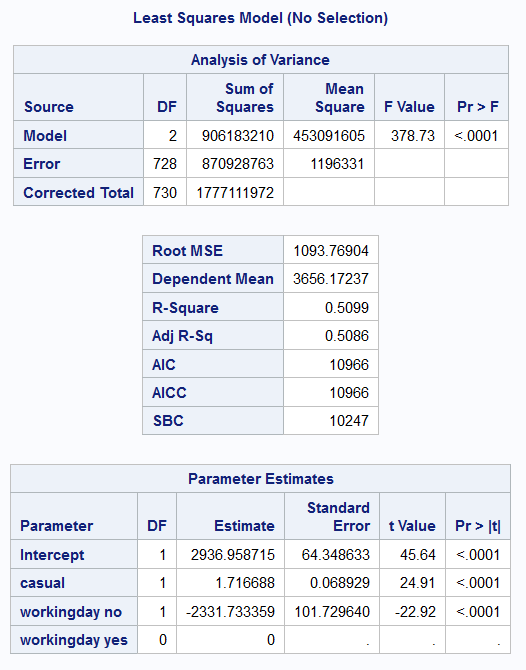 Least Squares Model (No Selection)
Analysis of Variance
Source DF Sum of Squares Mean Square F Value Pr > F
Model 2 906183210 453091605 378.73 <.0001
Error 728 870928763 1196331
Corrected Total 730 1777111972
Root MSE 1093.76904
Dependent Mean 3656.17237
R-Square 0.5099
Adj R-Sq 0.5086
AIC 10966
AICC 10966
SBC 10247
Parameter Estimates
Parameter DF Estimate Standard Error t Value Pr > |t|
Intercept 1 2936.958715 64.348633 45.64 <.0001
casual 1 1.716688 0.068929 24.91 <.0001
workingday no 1 -2331.733359 101.729640 -22.92 <.0001
workingday yes 0 0 . . .